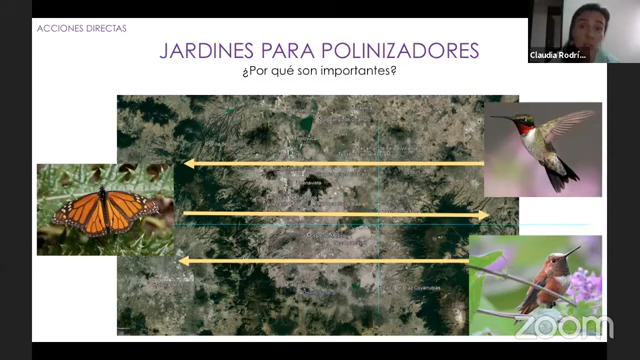 ACCIONES DIRECTAS
JARDINES PARA POLINIZADORES
¿Por qué son importantes?
Claudia Rodrí...
zoom